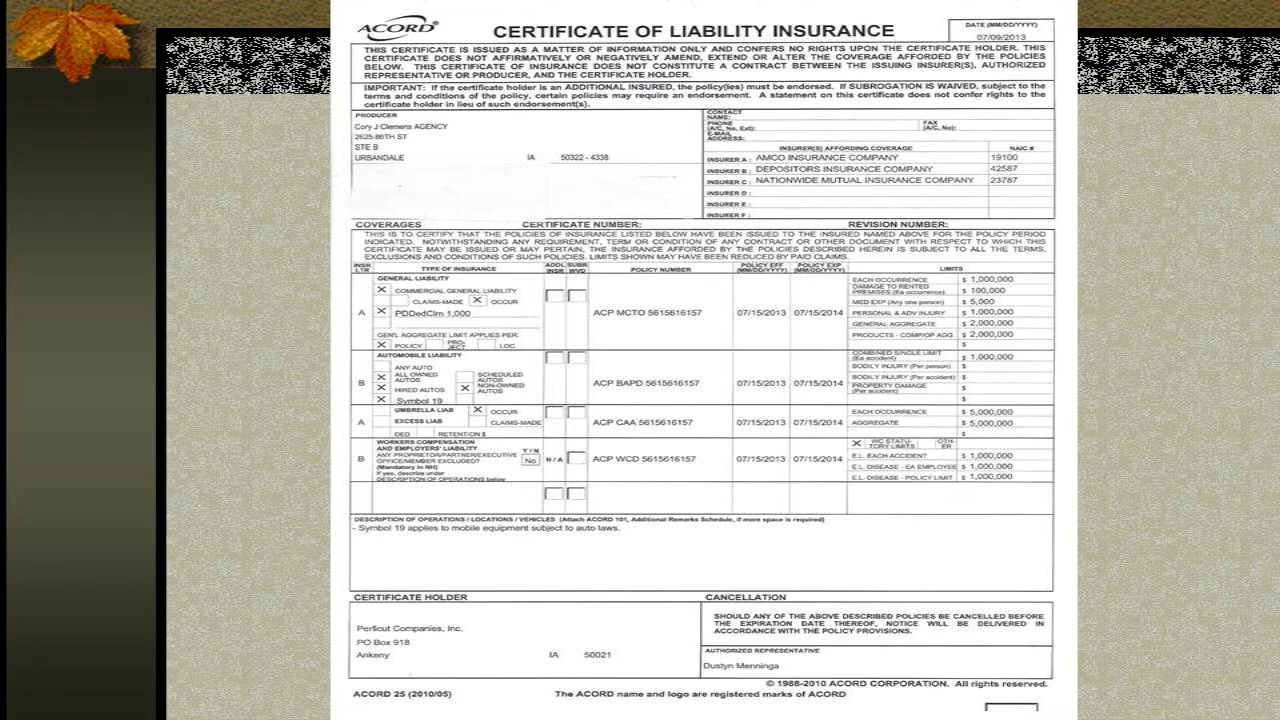 ACORD®
CERTIFICATE OF LIABILITY INSURANCE
DATE (MM/DD/YYYY)
07/09/2013
THIS CERTIFICATE IS ISSUED AS A MATTER OF INFORMATION ONLY AND CONFERS NO RIGHTS UPON THE CERTIFICATE HOLDER. THIS
CERTIFICATE DOES NOT AFFIRMATIVELY OR NEGATIVELY AMEND, EXTEND OR ALTER THE COVERAGE AFFORDED BY THE POLICIES
BELOW. THIS CERTIFICATE OF INSURANCE DOES NOT CONSTITUTE A CONTRACT BETWEEN THE ISSUING INSURER(S), AUTHORIZED
REPRESENTATIVE OR PRODUCER, AND THE CERTIFICATE HOLDER.
IMPORTANT: If the certificate holder is an ADDITIONAL INSURED, the policy(ies) must be endorsed. If SUBROGATION IS WAIVED, subject to the
terms and conditions of the policy, certain policies may require an endorsement. A statement on this certificate does not confer rights to the
certificate holder in lieu of such endorsement(s).
PRODUCER
Cory J Clemens AGENCY
2625 86TH ST
STE B
URBANDALE IA 50322 - 4338
CONTACT
NAME:
PHONE
(A/C, No, Ext):
FAX
(A/C, No):
E-MAIL
ADDRESS:
INSURER(S) AFFORDING COVERAGE NAIC #
INSURER A : AMCO INSURANCE COMPANY 19100
INSURER B : DEPOSITORS INSURANCE COMPANY 42587
INSURER C : NATIONWIDE MUTUAL INSURANCE COMPANY 23787
INSURER D :
INSURER E :
INSURER F :
COVERAGES CERTIFICATE NUMBER: REVISION NUMBER:
THIS IS TO CERTIFY THAT THE POLICIES OF INSURANCE LISTED BELOW HAVE BEEN ISSUED TO THE INSURED NAMED ABOVE FOR THE POLICY PERIOD
INDICATED. NOTWITHSTANDING ANY REQUIREMENT, TERM OR CONDITION OF ANY CONTRACT OR OTHER DOCUMENT WITH RESPECT TO WHICH THIS
CERTIFICATE MAY BE ISSUED OR MAY PERTAIN, THE INSURANCE AFFORDED BY THE POLICIES DESCRIBED HEREIN IS SUBJECT TO ALL THE TERMS,
EXCLUSIONS AND CONDITIONS OF SUCH POLICIES. LIMITS SHOWN MAY HAVE BEEN REDUCED BY PAID CLAIMS.
INSR LTR TYPE OF INSURANCE ADDL INSR SUBR WVD POLICY NUMBER POLICY EFF (MM/DD/YYYY) POLICY EXP (MM/DD/YYYY) LIMITS
GENERAL LIABILITY
X COMMERCIAL GENERAL LIABILITY
CLAIMS-MADE X OCCUR
A X PDDedClm 1,000 ACP MCTO 5615616157 07/15/2013 07/15/2014
GEN'L AGGREGATE LIMIT APPLIES PER:
X POLICY PRO-JECT LOC
EACH OCCURRENCE $ 1,000,000
DAMAGE TO RENTED
PREMISES (Ea occurrence) $ 100,000
MED EXP (Any one person) $ 5,000
PERSONAL & ADV INJURY $ 1,000,000
GENERAL AGGREGATE $ 2,000,000
PRODUCTS - COMP/OP AGG $ 2,000,000
$
AUTOMOBILE LIABILITY
ANY AUTO
X ALL OWNED AUTOS SCHEDULED AUTOS
X HIRED AUTOS X NON-OWNED AUTOS
X Symbol 19
B ACP BAPD 5615616157 07/15/2013 07/15/2014
COMBINED SINGLE LIMIT
(Ea accident) $ 1,000,000
BODILY INJURY (Per person) $
BODILY INJURY (Per accident) $
PROPERTY DAMAGE
(Per accident) $
$
UMBRELLA LIAB X OCCUR
EXCESS LIAB CLAIMS-MADE
DED RETENTION $
A ACP CAA 5615616157 07/15/2013 07/15/2014
EACH OCCURRENCE $ 5,000,000
AGGREGATE $ 5,000,000
$
WORKERS COMPENSATION
AND EMPLOYERS' LIABILITY Y / N
ANY PROPRIETOR/PARTNER/EXECUTIVE
OFFICE/MEMBER EXCLUDED? No N / A
(Mandatory in NH)
If yes, describe under
DESCRIPTION OF OPERATIONS below
B ACP WCD 5615616157 07/15/2013 07/15/2014
X WC STATU-TORY LIMITS OTH-ER
E.L. EACH ACCIDENT $ 1,000,000
E.L. DISEASE - EA EMPLOYEE $ 1,000,000
E.L. DISEASE - POLICY LIMIT $ 1,000,000
DESCRIPTION OF OPERATIONS / LOCATIONS / VEHICLES (Attach ACORD 101, Additional Remarks Schedule, if more space is required)
- Symbol 19 applies to mobile equipment subject to auto laws.
CERTIFICATE HOLDER
Perficut Companies, Inc.
PO Box 918
Ankeny IA 50021
CANCELLATION
SHOULD ANY OF THE ABOVE DESCRIBED POLICIES BE CANCELLED BEFORE
THE EXPIRATION DATE THEREOF, NOTICE WILL BE DELIVERED IN
ACCORDANCE WITH THE POLICY PROVISIONS.
AUTHORIZED REPRESENTATIVE
Dustyn Menninga
© 1988-2010 ACORD CORPORATION. All rights reserved.
ACORD 25 (2010/05) The ACORD name and logo are registered marks of ACORD